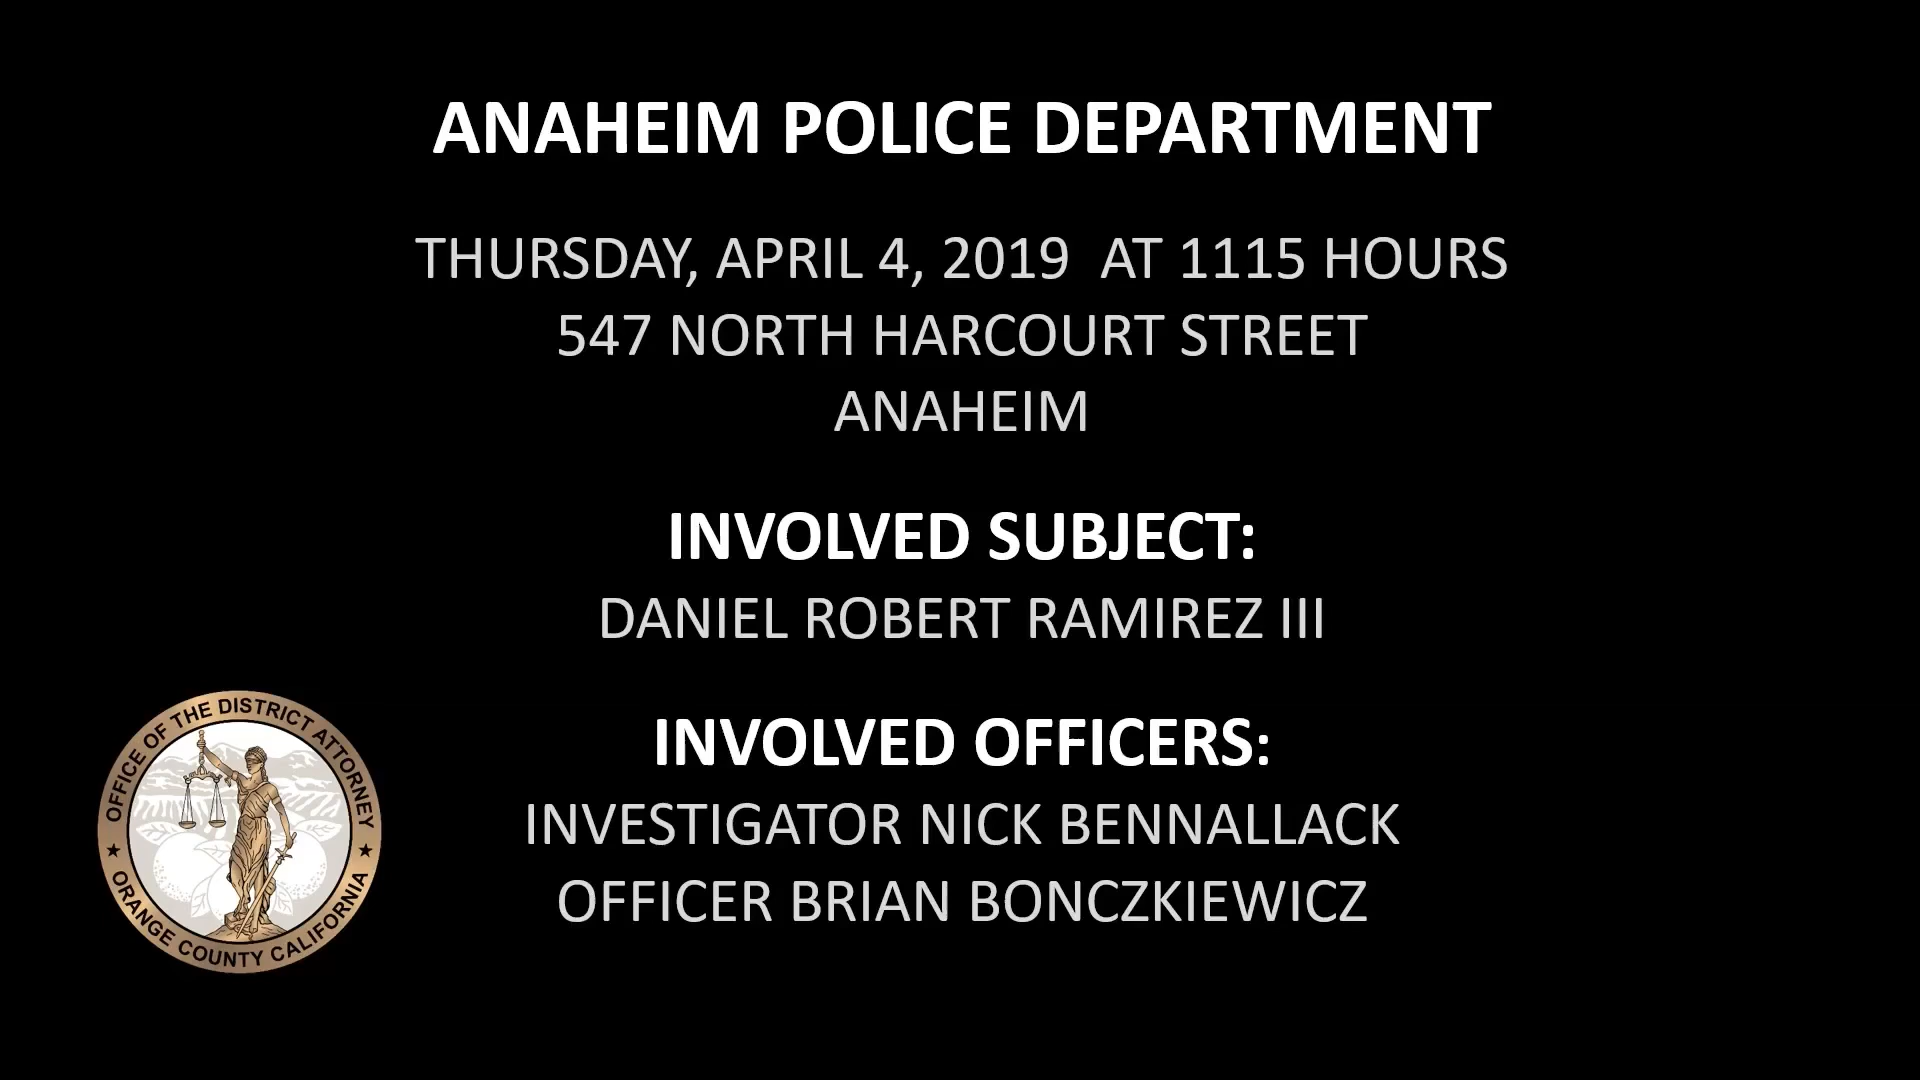 ANAHEIM POLICE DEPARTMENT
THURSDAY, APRIL 4, 2019  AT 1115 HOURS
547 NORTH HARCOURT STREET
ANAHEIM
INVOLVED SUBJECT:
DANIEL ROBERT RAMIREZ III
INVOLVED OFFICERS:
INVESTIGATOR NICK BENNALLACK
OFFICER BRIAN BONCZKIEWICZ
OFFICE OF THE DISTRICT ATTORNEY
ORANGE COUNTY CALIFORNIA